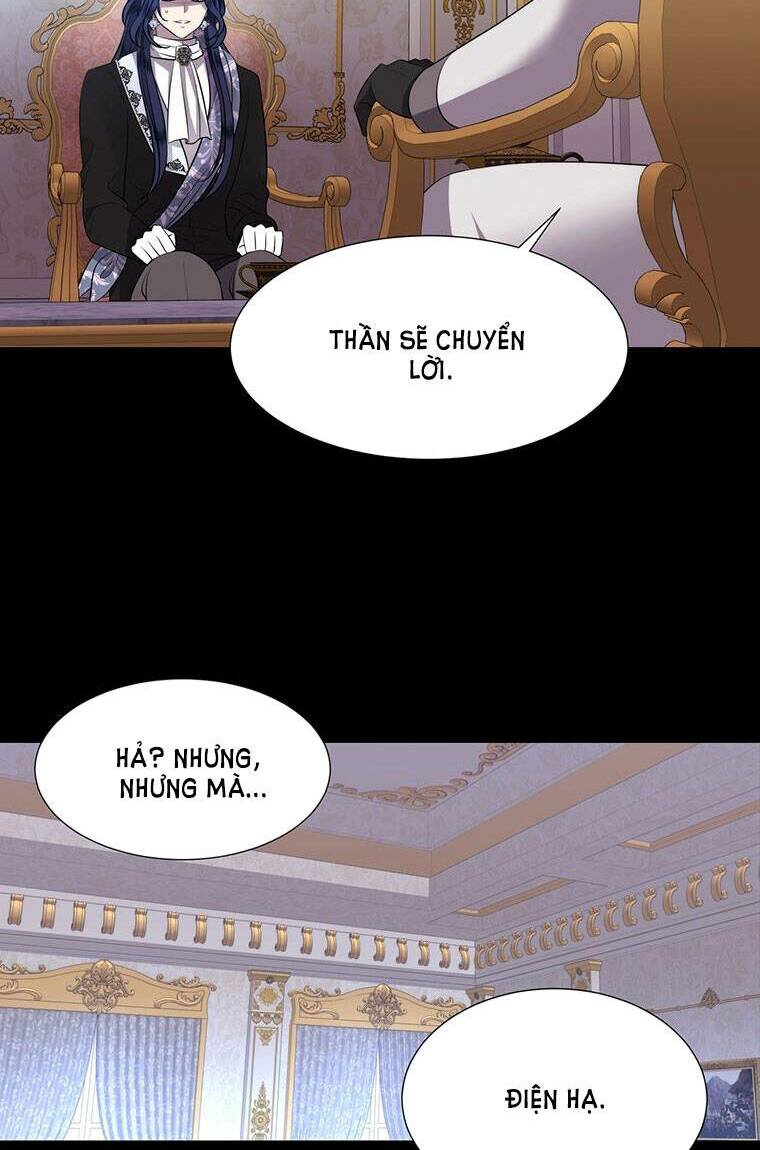 THẦN SẼ CHUYỂN
LỜI.
HẢ? NHƯNG,
NHƯNG MÀ...
ĐIỆN HẠ.